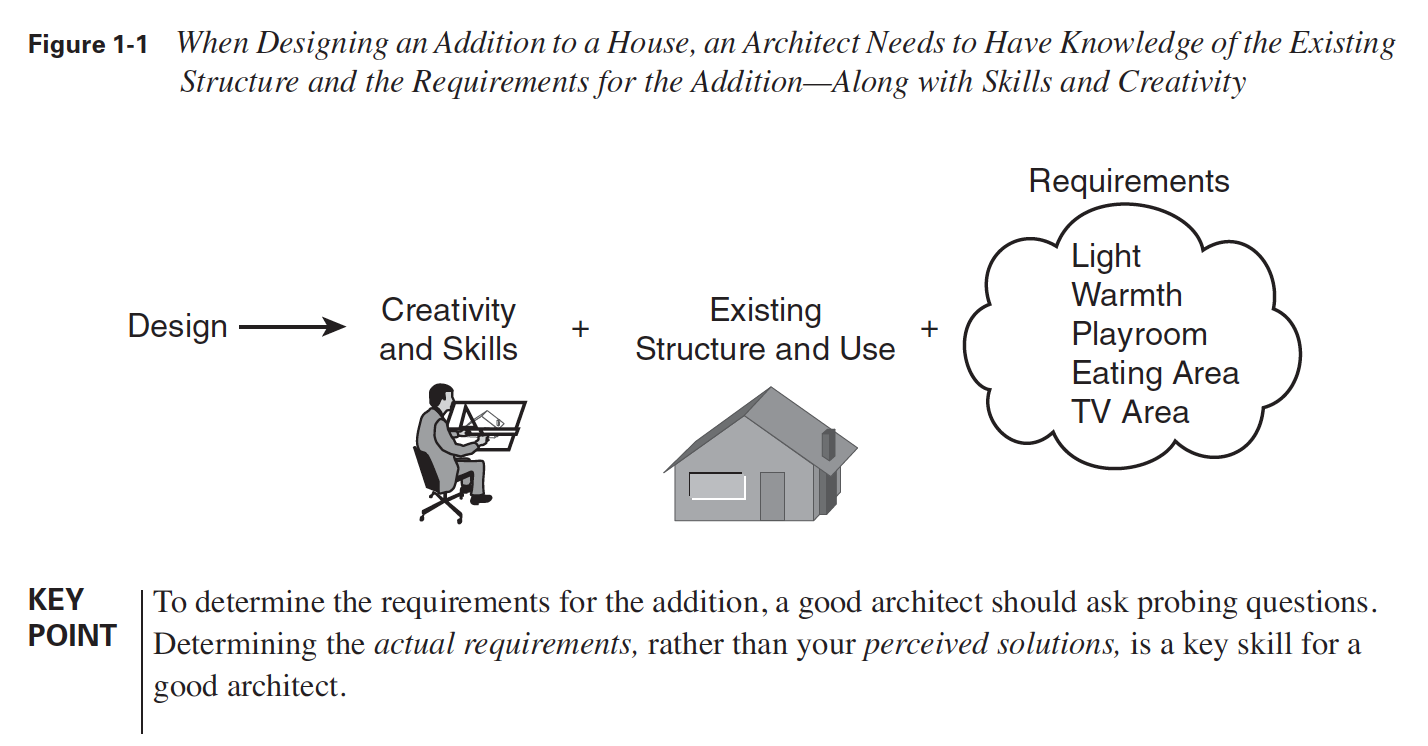 Figure 1-1 When Designing an Addition to a House, an Architect Needs to Have Knowledge of the Existing
Structure and the Requirements for the Addition—Along with Skills and Creativity
Requirements
Design
Creativity
and Skills
+
Existing
Structure and Use
+
Light
Warmth
Playroom
Eating Area
TV Area
KEY
POINT
To determine the requirements for the addition, a good architect should ask probing questions.
Determining the actual requirements, rather than your perceived solutions, is a key skill for a
good architect.